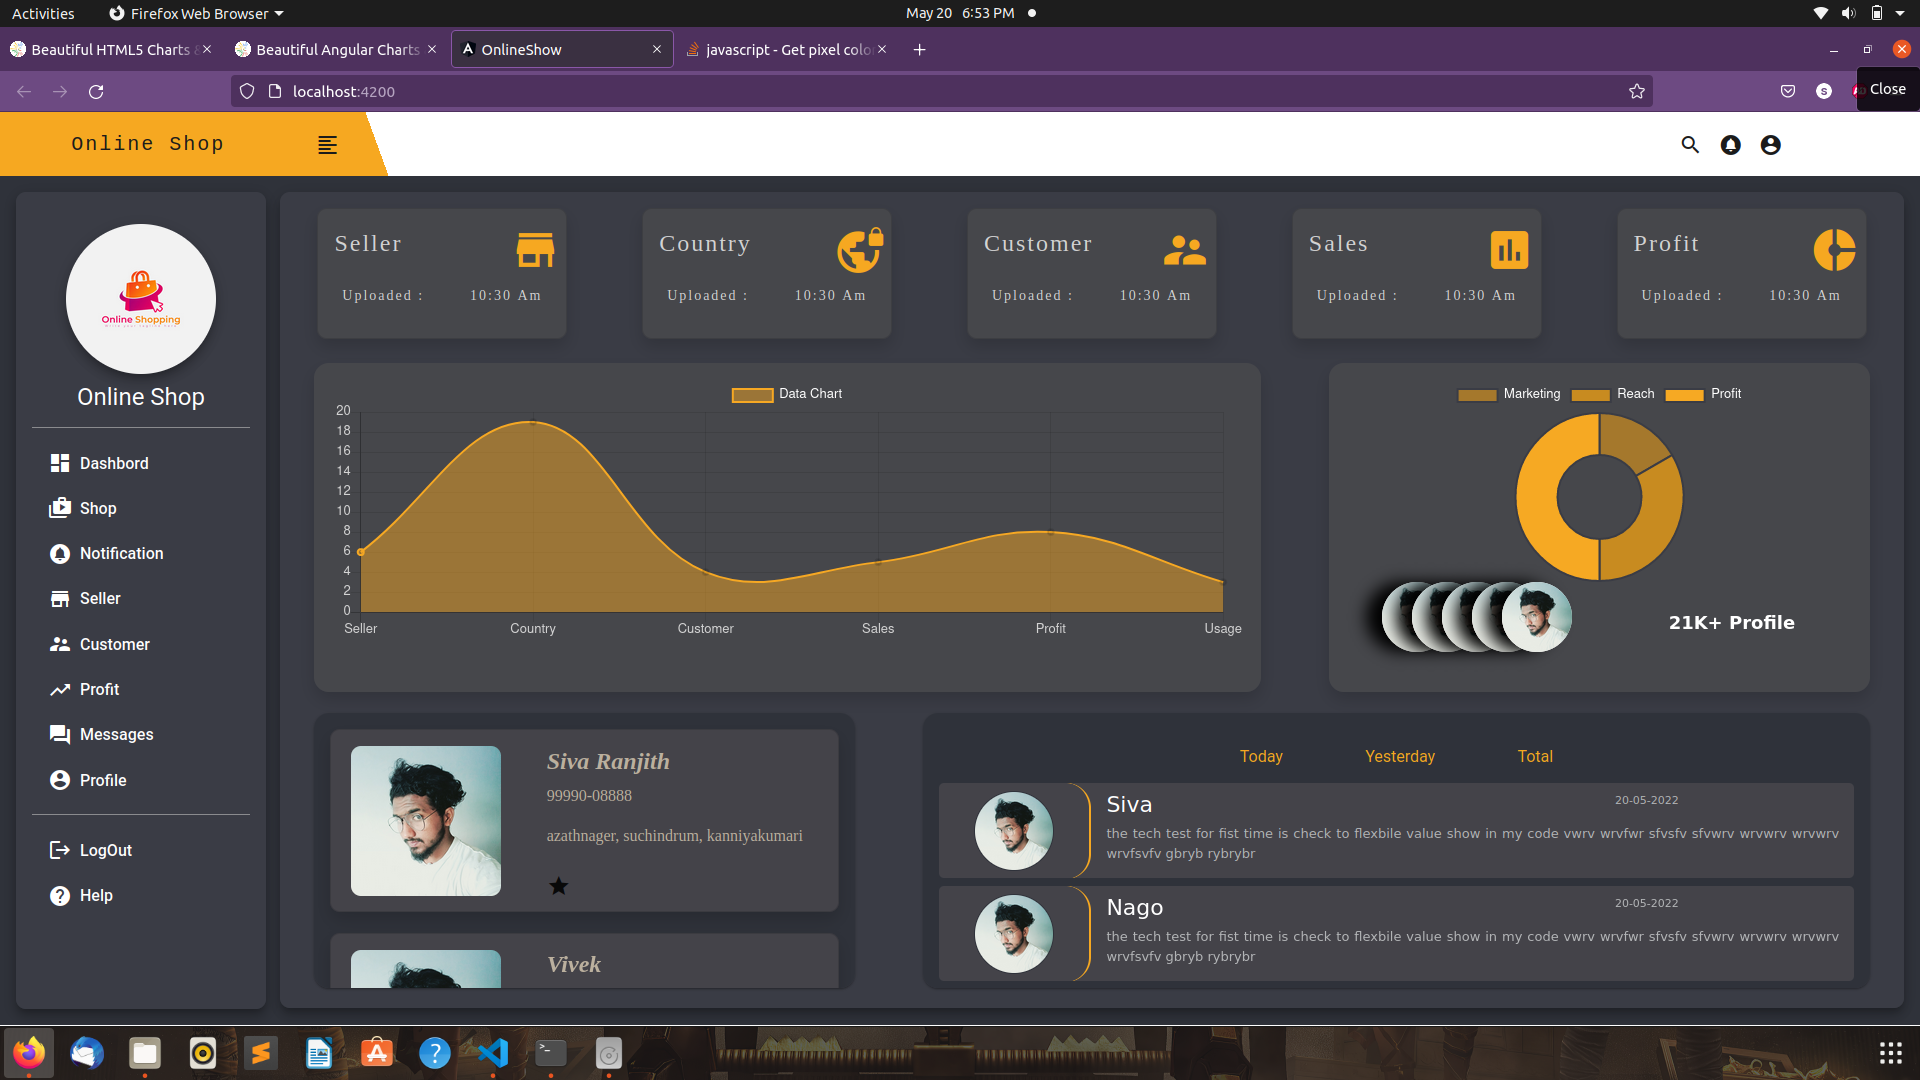 Activities
Firefox Web Browser
May 20 6:53 PM
Beautiful HTML5 Charts
Beautiful Angular Charts
OnlineShow
javascript - Get pixel colo
localhost:4200
S
Close
Online Shop
Online Shopping
Online Shop
Dashbord
Shop
Notification
Seller
Customer
Profit
Messages
Profile
LogOut
Help
Seller
Uploaded : 10:30 Am
Country
Uploaded : 10:30 Am
Customer
Uploaded : 10:30 Am
Sales
Uploaded : 10:30 Am
Profit
Uploaded : 10:30 Am
Data Chart
20
18
16
14
12
10
8
6
4
2
0
Seller Country Customer Sales Profit Usage
Marketing Reach Profit
21K+ Profile
Siva Ranjith
99990-08888
azathnager, suchindrum, kanniyakumari
Vivek
Today Yesterday Total
Siva 20-05-2022
the tech test for fist time is check to flexbile value show in my code vwrv wrvfwr sfvsfv sfvwrv wrvwrv wrvwrv
wrvfsvfv gbryb rybrybr
Nago 20-05-2022
the tech test for fist time is check to flexbile value show in my code vwrv wrvfwr sfvsfv sfvwrv wrvwrv wrvwrv
wrvfsvfv gbryb rybrybr